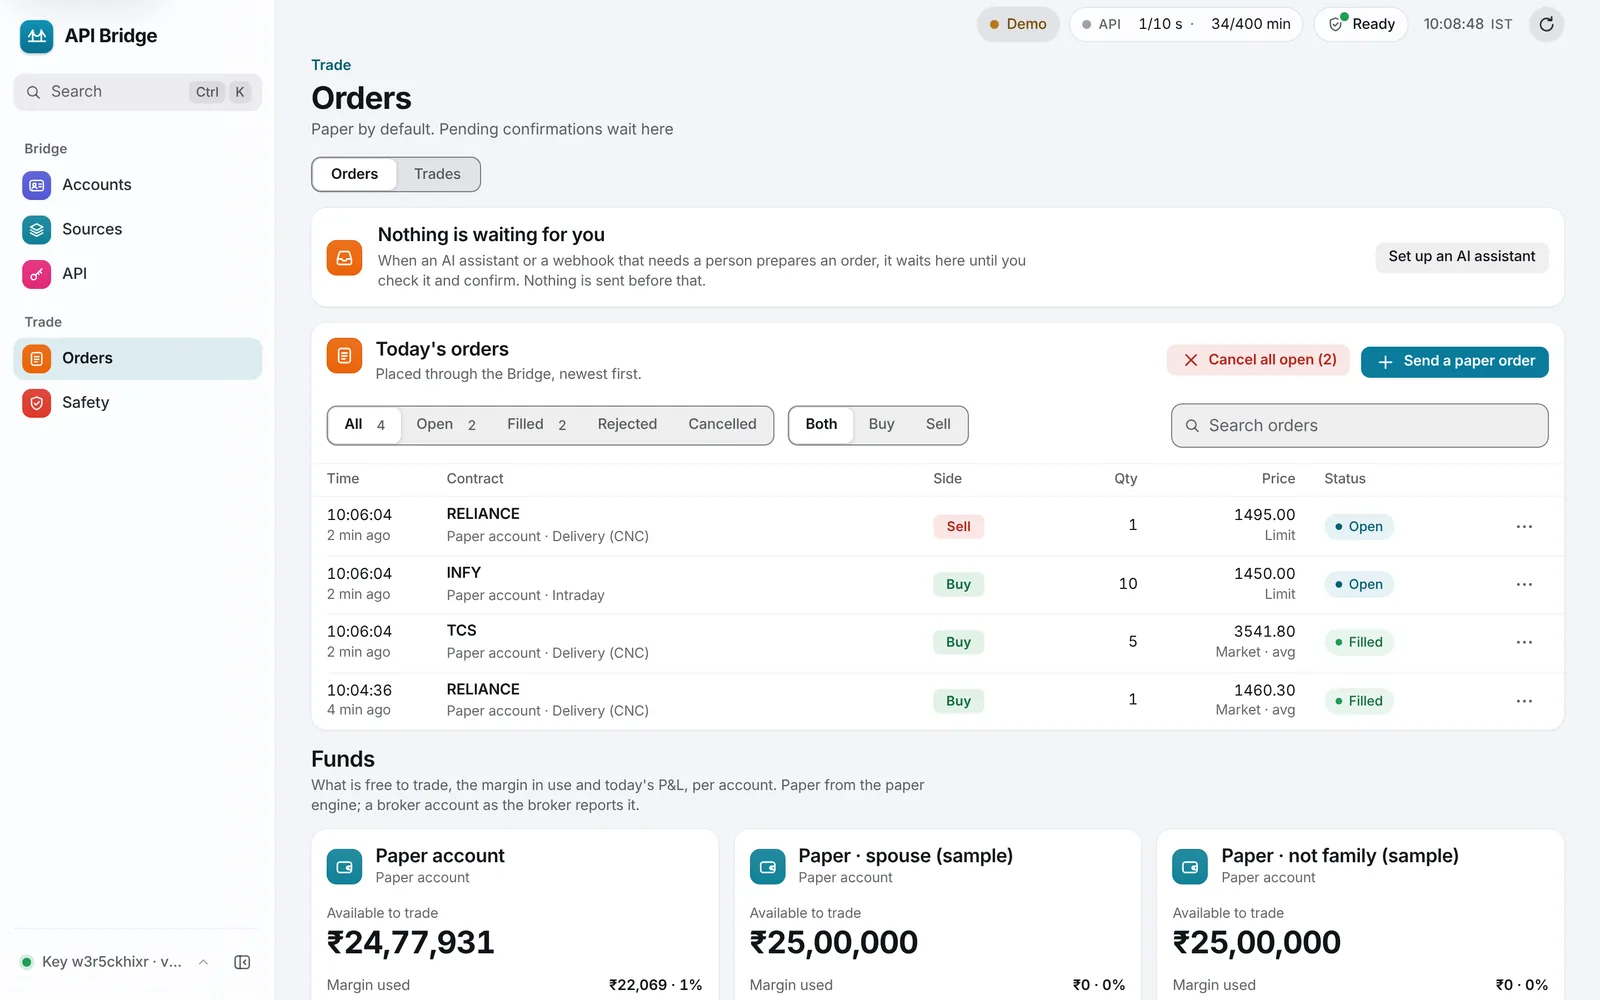 API Bridge
Search Ctrl K
Bridge
Accounts
Sources
API
Trade
Orders
Safety
Key w3r5ckhixr · v...
Demo
API 1/10 s · 34/400 min
Ready
10:08:48 IST
Trade
Orders
Paper by default. Pending confirmations wait here
Orders Trades
Nothing is waiting for you
When an AI assistant or a webhook that needs a person prepares an order, it waits here until you
check it and confirm. Nothing is sent before that.
Set up an AI assistant
Today's orders
Placed through the Bridge, newest first.
Cancel all open (2)
Send a paper order
All 4 Open 2 Filled 2 Rejected Cancelled
Both Buy Sell
Search orders
Time Contract Side Qty Price Status
10:06:04 RELIANCE Sell 1 1495.00 Open
2 min ago Paper account · Delivery (CNC) Limit
10:06:04 INFY Buy 10 1450.00 Open
2 min ago Paper account · Intraday Limit
10:06:04 TCS Buy 5 3541.80 Filled
2 min ago Paper account · Delivery (CNC) Market · avg
10:04:36 RELIANCE Buy 1 1460.30 Filled
4 min ago Paper account · Delivery (CNC) Market · avg
Funds
What is free to trade, the margin in use and today's P&L, per account. Paper from the paper
engine; a broker account as the broker reports it.
Paper account
Paper account
Available to trade
₹24,77,931
Margin used ₹22,069 · 1%
Paper · spouse (sample)
Paper account
Available to trade
₹25,00,000
Margin used ₹0 · 0%
Paper · not family (sample)
Paper account
Available to trade
₹25,00,000
Margin used ₹0 · 0%